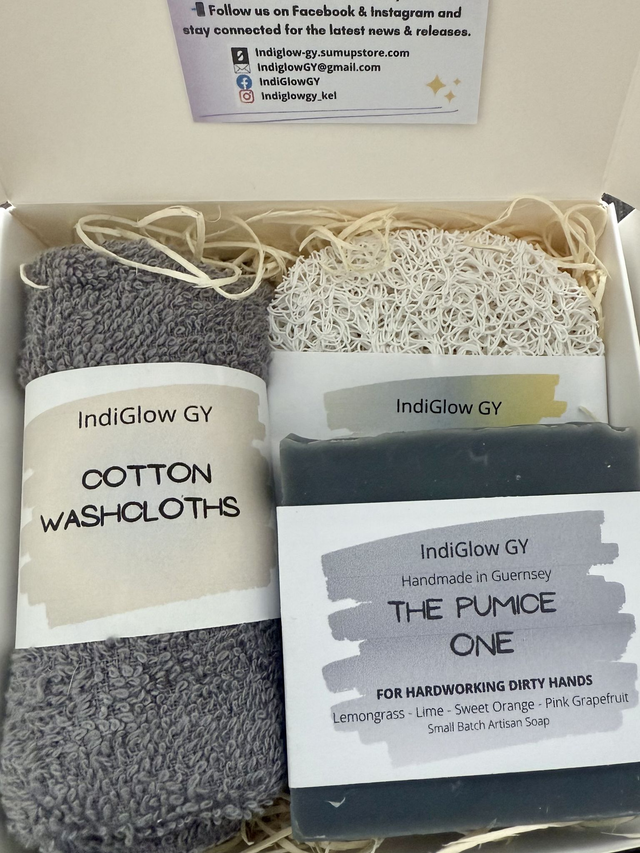 Follow us on Facebook & Instagram and
stay connected for the latest news & releases.
Indiglow-gy.sumupstore.com
IndiglowGY@gmail.com
IndiGlowGY
Indiglowgy_kel
IndiGlow GY
COTTON
WASHCLOTHS
IndiGlow GY
IndiGlow GY
Handmade in Guernsey
THE PUMICE
ONE
FOR HARDWORKING DIRTY HANDS
Lemongrass - Lime - Sweet Orange - Pink Grapefruit
Small Batch Artisan Soap